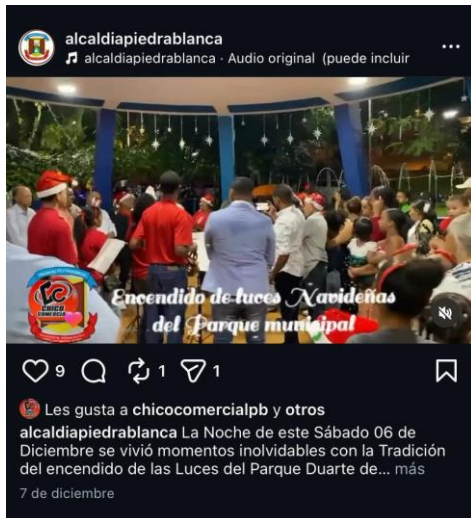 alcaldiapiedrablanca
alcaldiapiedrablanca · Audio original (puede incluir
CHICO
COMERCIAL
Encendido de luces Navideñas
del Parque municipal
9
1
1
Les gusta a chicocomercialpb y otros
alcaldiapiedrablanca La Noche de este Sábado 06 de
Diciembre se vivió momentos inolvidables con la Tradición
del encendido de las Luces del Parque Duarte de... más
7 de diciembre